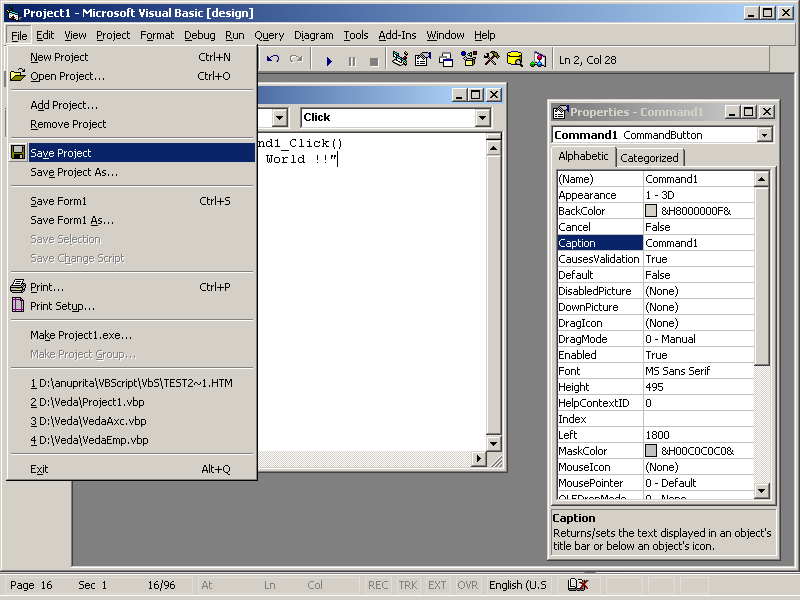 Project1 - Microsoft Visual Basic [design]
File Edit View Project Format Debug Run Query Diagram Tools Add-Ins Window Help
Ln 2, Col 28
New Project Ctrl+N
Open Project... Ctrl+O
Add Project...
Remove Project
Save Project
Save Project As...
Save Form1 Ctrl+S
Save Form1 As...
Save Selection
Save Change Script
Print... Ctrl+P
Print Setup...
Make Project1.exe...
Make Project Group...
1 D:\anuprita\VBScript\VbS\TEST2~1.HTM
2 D:\Veda\Project1.vbp
3 D:\Veda\VedaAxc.vbp
4 D:\Veda\VedaEmp.vbp
Exit Alt+Q
Click
nd1_Click()
World !!"
Properties - Command1
Command1 CommandButton
Alphabetic Categorized
(Name) Command1
Appearance 1 - 3D
BackColor &H8000000F&
Cancel False
Caption Command1
CausesValidation True
Default False
DisabledPicture (None)
DownPicture (None)
DragIcon (None)
DragMode 0 - Manual
Enabled True
Font MS Sans Serif
Height 495
HelpContextID 0
Index
Left 1800
MaskColor &H00C0C0C0&
MouseIcon (None)
MousePointer 0 - Default
OLEDropMode 0 - None
Caption
Returns/sets the text displayed in an object's
title bar or below an object's icon.
Page 16 Sec 1 16/96 At Ln Col REC TRK EXT OVR English (U.S